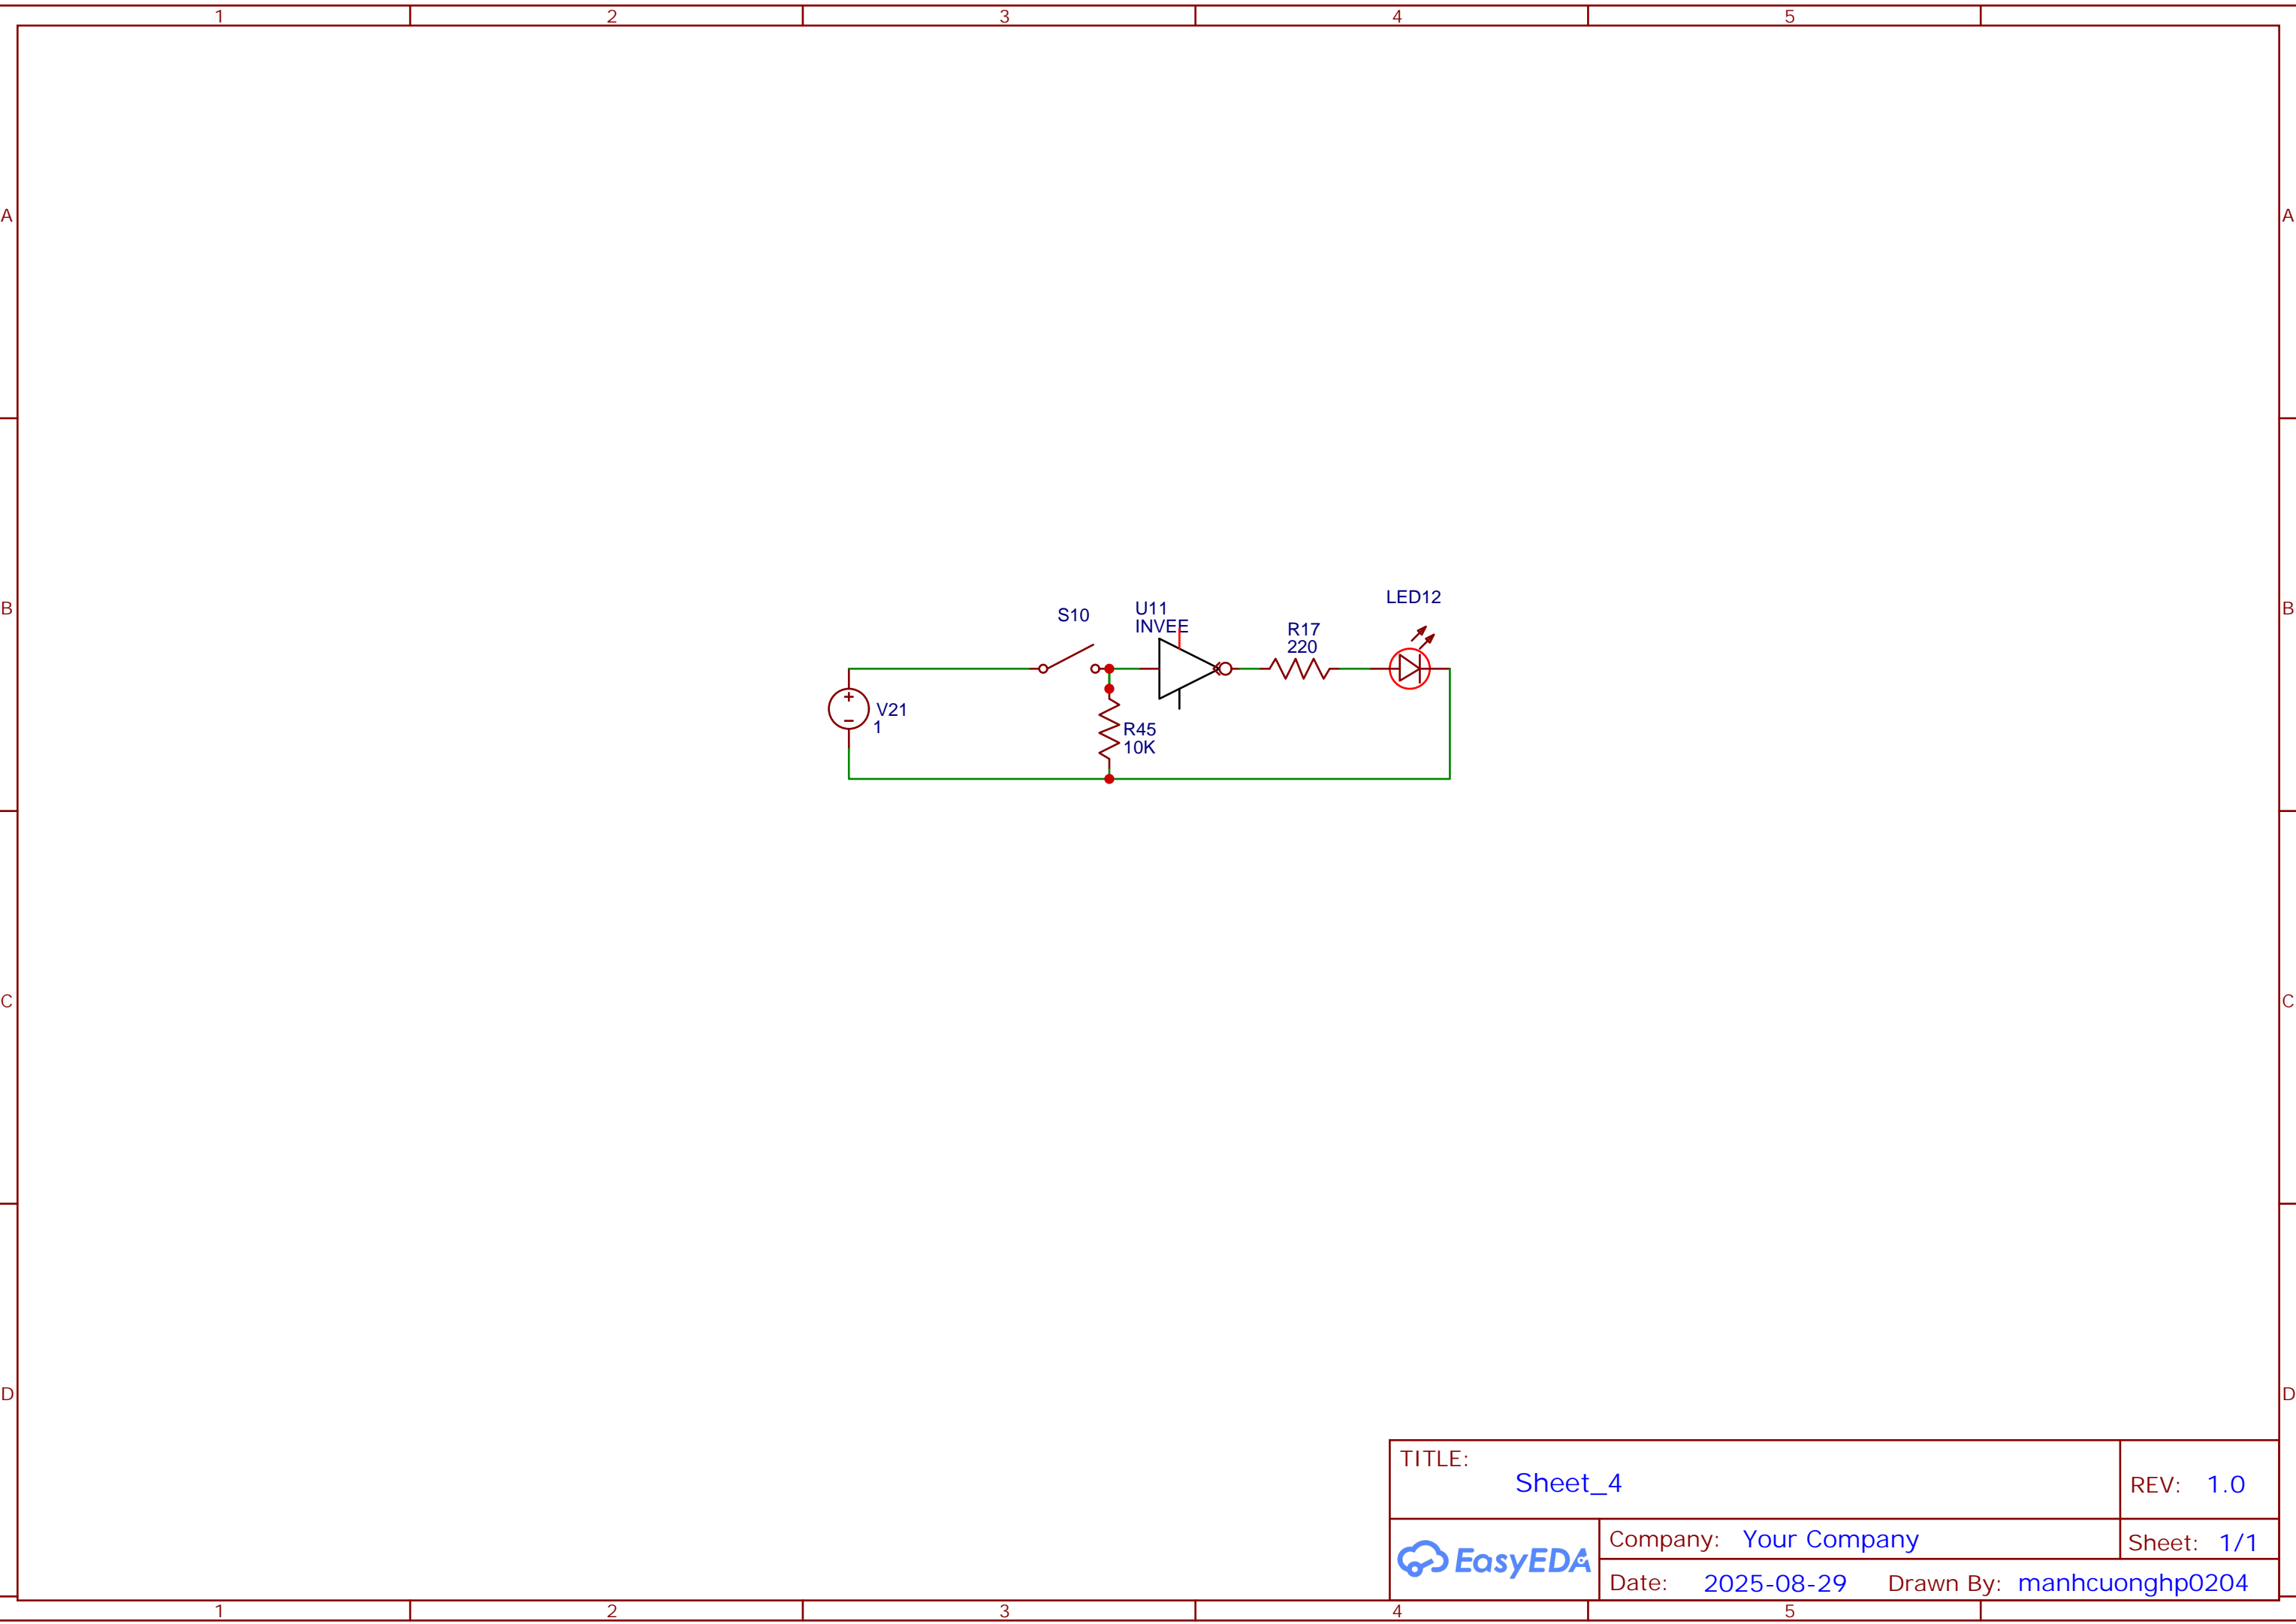 1 2 3 4 5
A A
LED12
S10
U11
INVEE
R17
220
B B
+
V21
−
1
R45
10K
C C
D D
TITLE:
Sheet_4
REV: 1.0
EasyEDA
Company: Your Company
Sheet: 1/1
Date: 2025-08-29 Drawn By: manhcuonghp0204
1 2 3 4 5